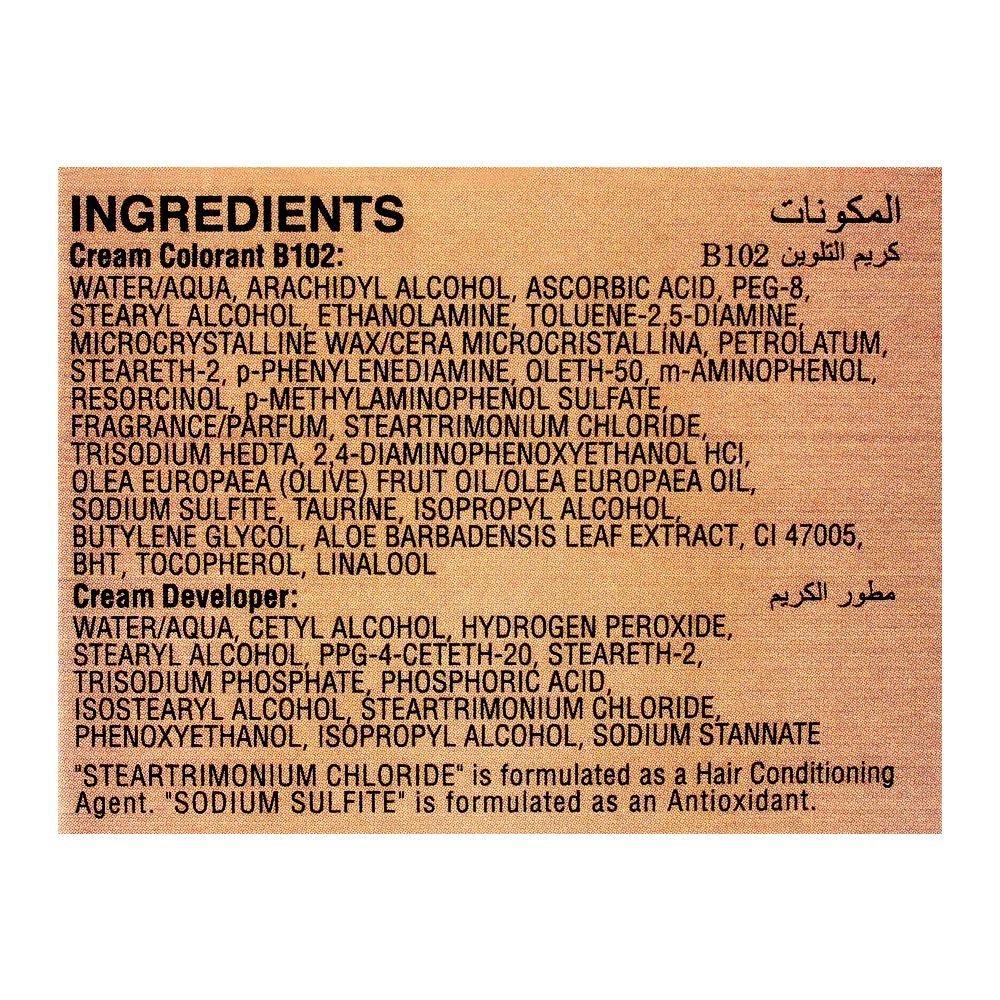 INGREDIENTS المكونات
Cream Colorant B102: كريم التلوين B102
WATER/AQUA, ARACHIDYL ALCOHOL, ASCORBIC ACID, PEG-8,
STEARYL ALCOHOL, ETHANOLAMINE, TOLUENE-2,5-DIAMINE,
MICROCRYSTALLINE WAX/CERA MICROCRISTALLINA, PETROLATUM,
STEARETH-2, p-PHENYLENEDIAMINE, OLETH-50, m-AMINOPHENOL,
RESORCINOL, p-METHYLAMINOPHENOL SULFATE,
FRAGRANCE/PARFUM, STEARTRIMONIUM CHLORIDE,
TRISODIUM HEDTA, 2,4-DIAMINOPHENOXYETHANOL HCl,
OLEA EUROPAEA (OLIVE) FRUIT OIL/OLEA EUROPAEA OIL,
SODIUM SULFITE, TAURINE, ISOPROPYL ALCOHOL,
BUTYLENE GLYCOL, ALOE BARBADENSIS LEAF EXTRACT, CI 47005,
BHT, TOCOPHEROL, LINALOOL
Cream Developer: مطور الكريم
WATER/AQUA, CETYL ALCOHOL, HYDROGEN PEROXIDE,
STEARYL ALCOHOL, PPG-4-CETETH-20, STEARETH-2,
TRISODIUM PHOSPHATE, PHOSPHORIC ACID,
ISOSTEARYL ALCOHOL, STEARTRIMONIUM CHLORIDE,
PHENOXYETHANOL, ISOPROPYL ALCOHOL, SODIUM STANNATE
"STEARTRIMONIUM CHLORIDE" is formulated as a Hair Conditioning
Agent. "SODIUM SULFITE" is formulated as an Antioxidant.